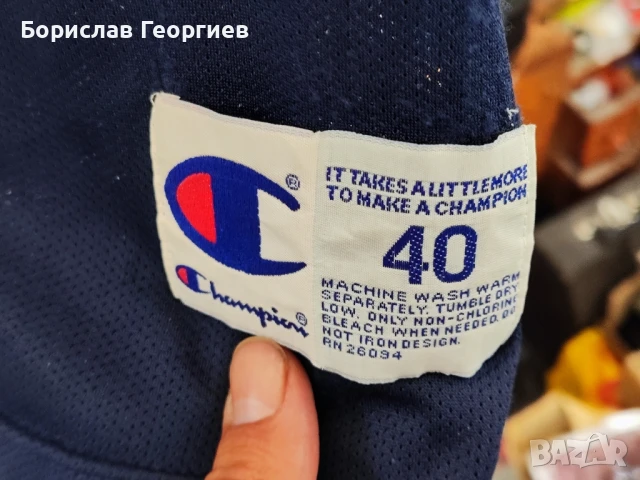 Борислав Георгиев
IT TAKES A LITTLE MORE
TO MAKE A CHAMPION
40
MACHINE WASH WARM
SEPARATELY. TUMBLE DRY
LOW. ONLY NON-CHLORINE
BLEACH WHEN NEEDED. DO
NOT IRON DESIGN.
RN 26094
C®
Champion®
BAZAR